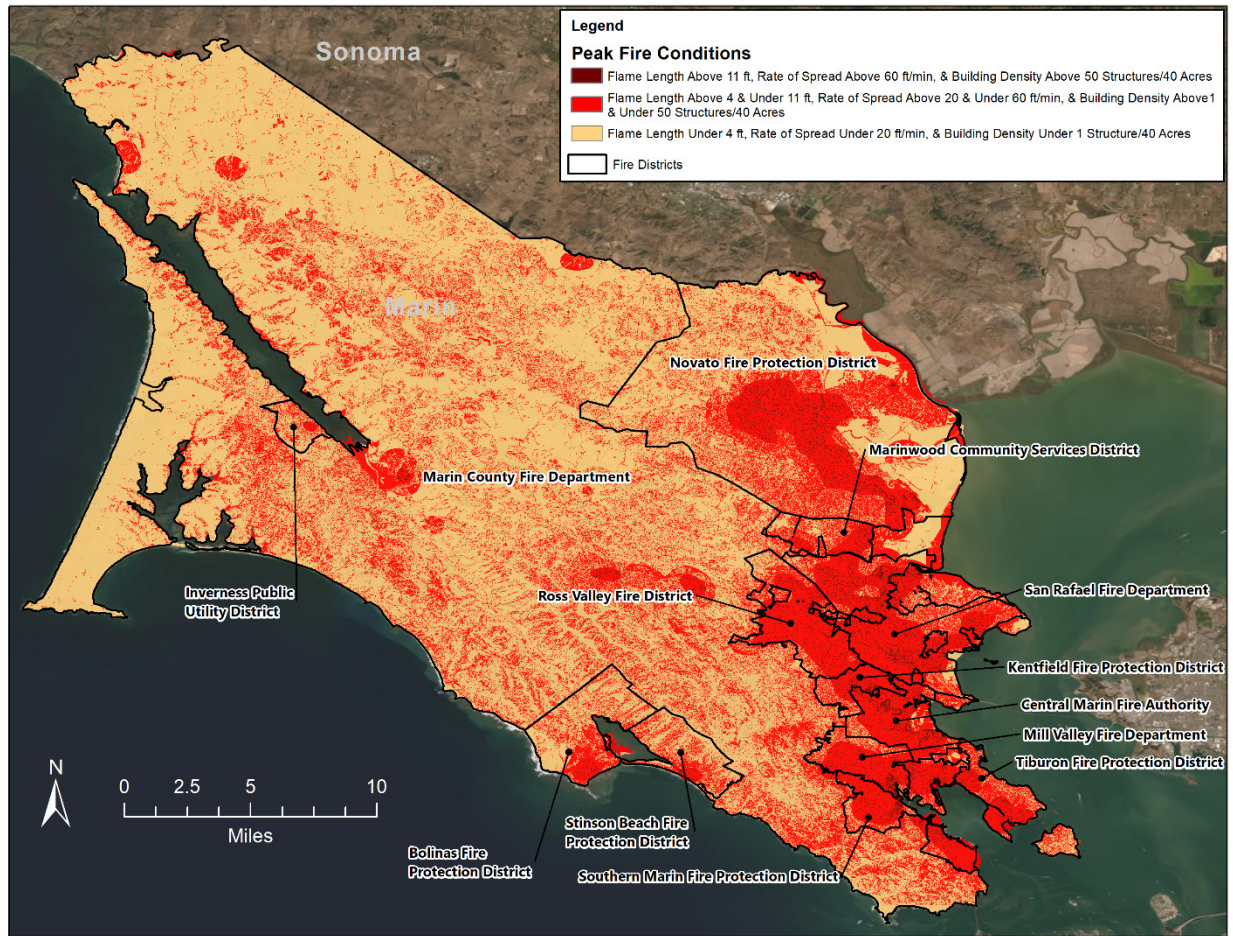 Legend
Peak Fire Conditions
Flame Length Above 11 ft, Rate of Spread Above 60 ft/min, & Building Density Above 50 Structures/40 Acres
Flame Length Above 4 & Under 11 ft, Rate of Spread Above 20 & Under 60 ft/min, & Building Density Above1
& Under 50 Structures/40 Acres
Flame Length Under 4 ft, Rate of Spread Under 20 ft/min, & Building Density Under 1 Structure/40 Acres
Fire Districts
Sonoma
Marin
Novato Fire Protection District
Marinwood Community Services District
Marin County Fire Department
Inverness Public
Utility District
Ross Valley Fire District
San Rafael Fire Department
Kentfield Fire Protection District
Central Marin Fire Authority
Mill Valley Fire Department
Tiburon Fire Protection District
Stinson Beach Fire
Protection District
Bolinas Fire
Protection District
Southern Marin Fire Protection District
N
0 2.5 5 10
Miles